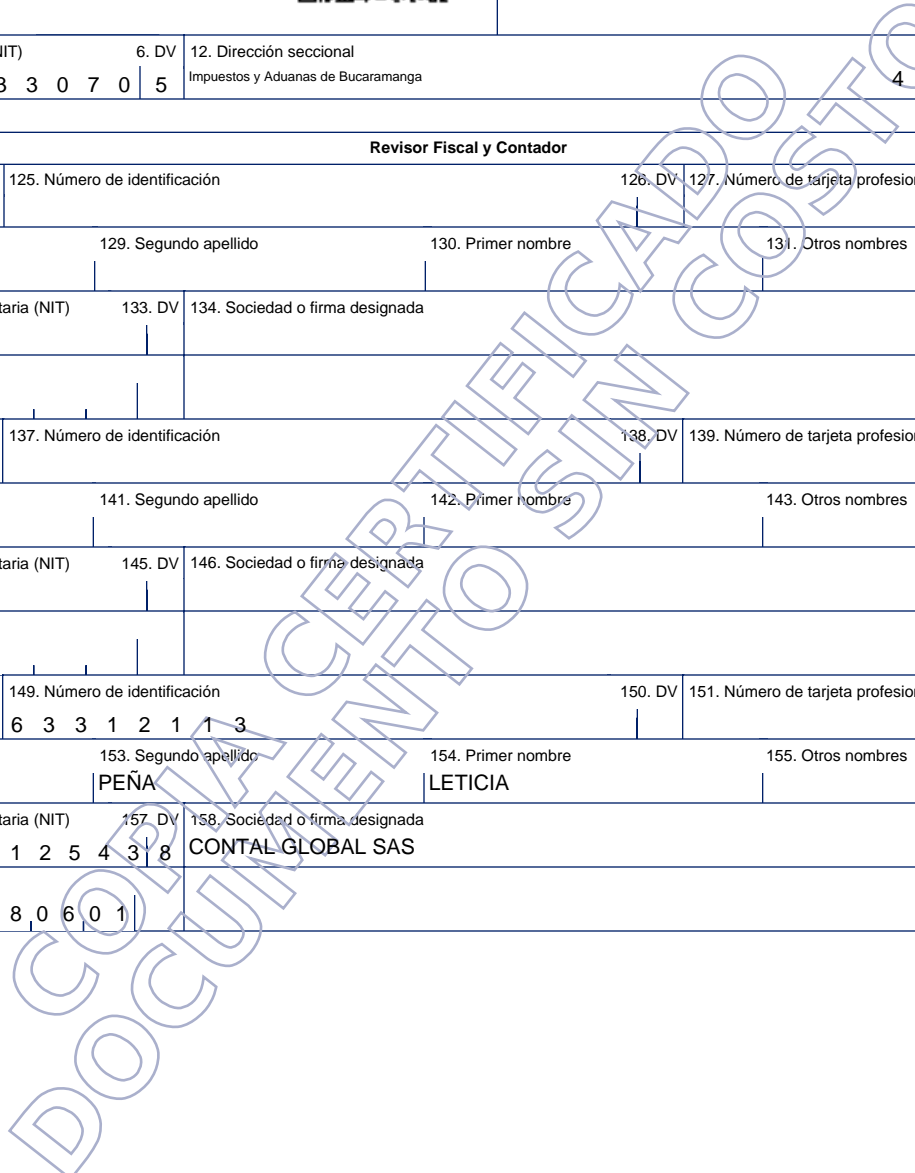 NIT) 6. DV 12. Dirección seccional
3 3 0 7 0 5 Impuestos y Aduanas de Bucaramanga 4
Revisor Fiscal y Contador
125. Número de identificación 126. DV 127. Número de tarjeta profesion
129. Segundo apellido 130. Primer nombre 131. Otros nombres
taria (NIT) 133. DV 134. Sociedad o firma designada
137. Número de identificación 138. DV 139. Número de tarjeta profesion
141. Segundo apellido 142. Primer nombre 143. Otros nombres
taria (NIT) 145. DV 146. Sociedad o firma designada
149. Número de identificación 150. DV 151. Número de tarjeta profesion
6 3 3 1 2 1 1 3
153. Segundo apellido 154. Primer nombre 155. Otros nombres
PEÑA LETICIA
taria (NIT) 157. DV 158. Sociedad o firma designada
1 2 5 4 3 8 CONTAL GLOBAL SAS
8 0 6 0 1
COPIA CERTIFICADO
DOCUMENTO SIN COSTO